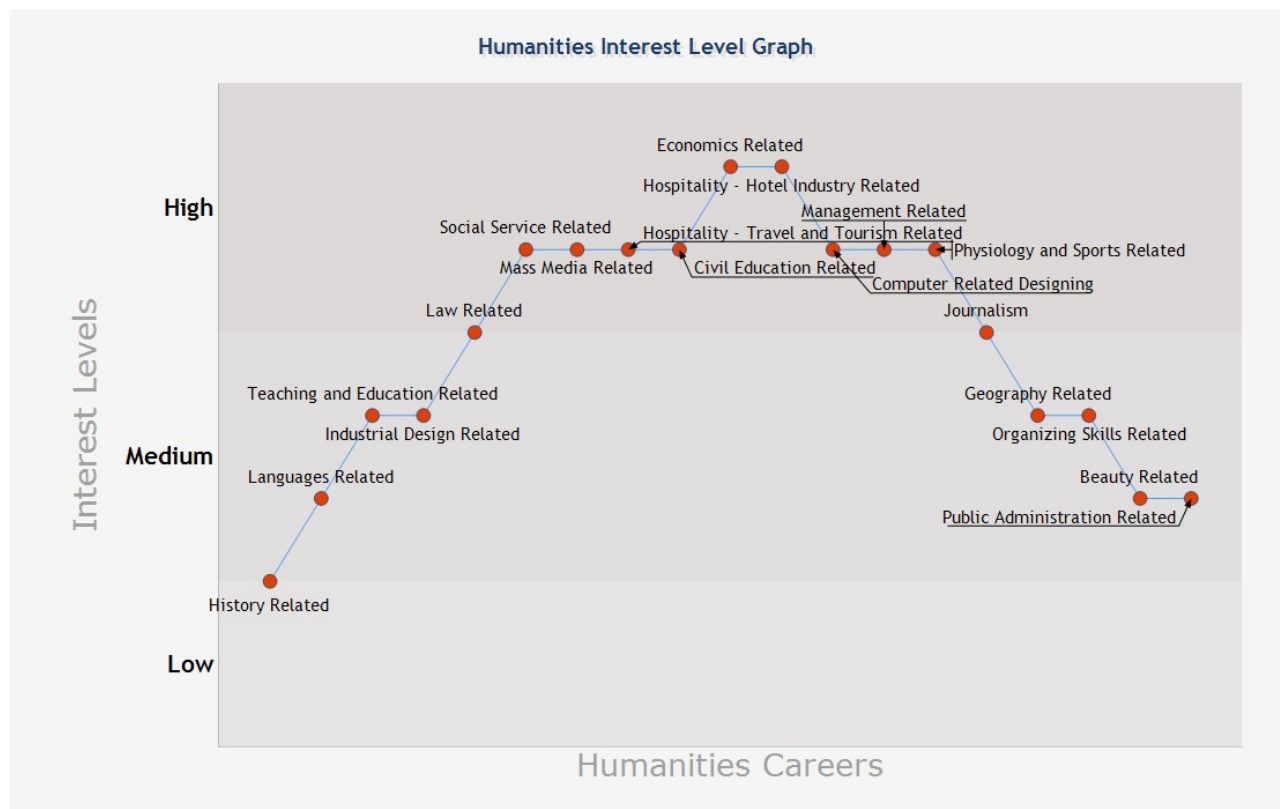 Humanities Interest Level Graph
Economics Related
Hospitality - Hotel Industry Related
High
Management Related
Social Service Related
Hospitality - Travel and Tourism Related
Physiology and Sports Related
Mass Media Related
Civil Education Related
Computer Related Designing
Law Related
Journalism
Interest Levels
Teaching and Education Related
Geography Related
Industrial Design Related
Organizing Skills Related
Medium
Languages Related
Beauty Related
Public Administration Related
History Related
Low
Humanities Careers